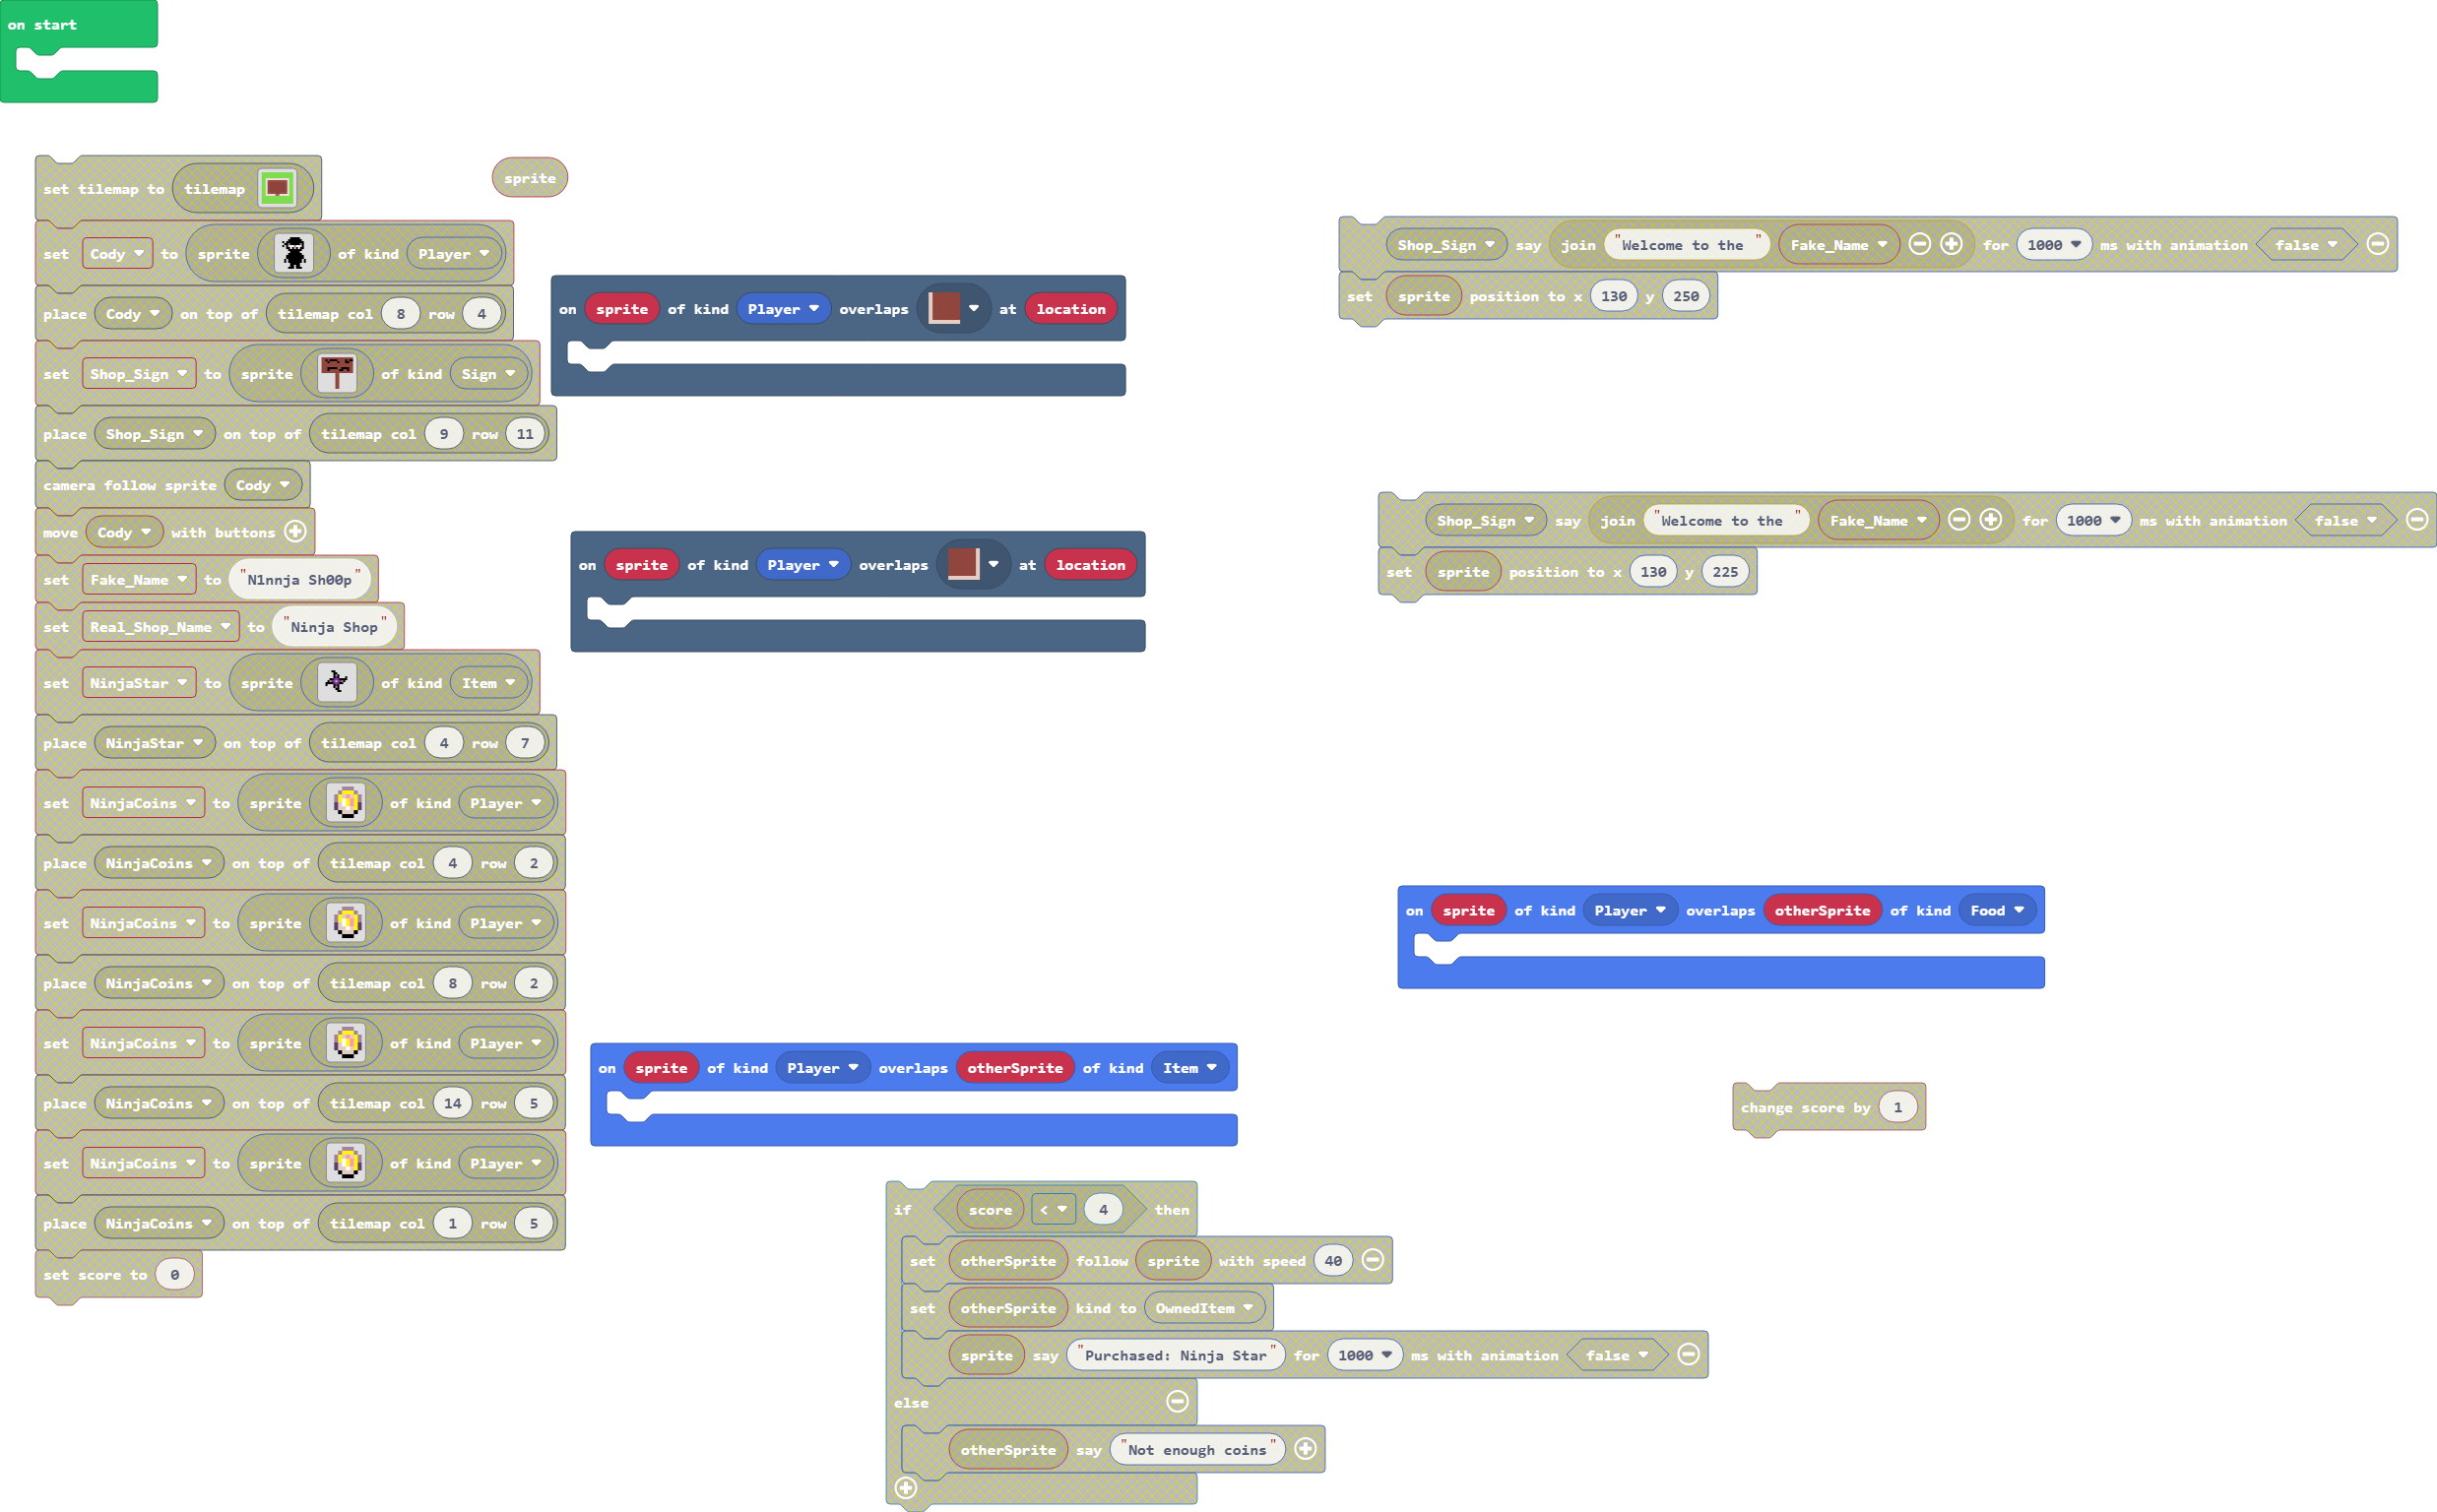 on start
set tilemap to tilemap
sprite
set Cody to sprite of kind Player
place Cody on top of tilemap col 8 row 4
set Shop_Sign to sprite of kind Sign
place Shop_Sign on top of tilemap col 9 row 11
camera follow sprite Cody
move Cody with buttons
set Fake_Name to "N1nnja Sh00p"
set Real_Shop_Name to "Ninja Shop"
set NinjaStar to sprite of kind Item
place NinjaStar on top of tilemap col 4 row 7
set NinjaCoins to sprite of kind Player
place NinjaCoins on top of tilemap col 4 row 2
set NinjaCoins to sprite of kind Player
place NinjaCoins on top of tilemap col 8 row 2
set NinjaCoins to sprite of kind Player
place NinjaCoins on top of tilemap col 14 row 5
set NinjaCoins to sprite of kind Player
place NinjaCoins on top of tilemap col 1 row 5
set score to 0
on sprite of kind Player overlaps at location
on sprite of kind Player overlaps at location
Shop_Sign say join "Welcome to the " Fake_Name for 1000 ms with animation false
set sprite position to x 130 y 250
Shop_Sign say join "Welcome to the " Fake_Name for 1000 ms with animation false
set sprite position to x 130 y 225
on sprite of kind Player overlaps otherSprite of kind Food
on sprite of kind Player overlaps otherSprite of kind Item
change score by 1
if score < 4 then
set otherSprite follow sprite with speed 40
set otherSprite kind to OwnedItem
sprite say "Purchased: Ninja Star" for 1000 ms with animation false
else
otherSprite say "Not enough coins"